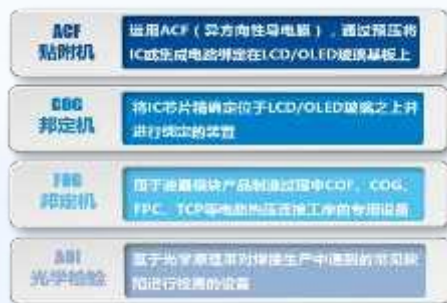 ACF
贴附机
运用ACF（异方向性导电膜），通过预压将
IC或集成电路绑定在LCD/OLED玻璃基板上
COG
邦定机
将IC芯片精确定位于LCD/OLED玻璃之上并
进行绑定的装置
FOG
邦定机
用于液晶模块产品制造过程中COF、COG、
FPC、TCP等电路热压连接工序的专用设备
AOI
光学检验
基于光学原理来对焊接生产中遇到的常见缺
陷进行检测的设备